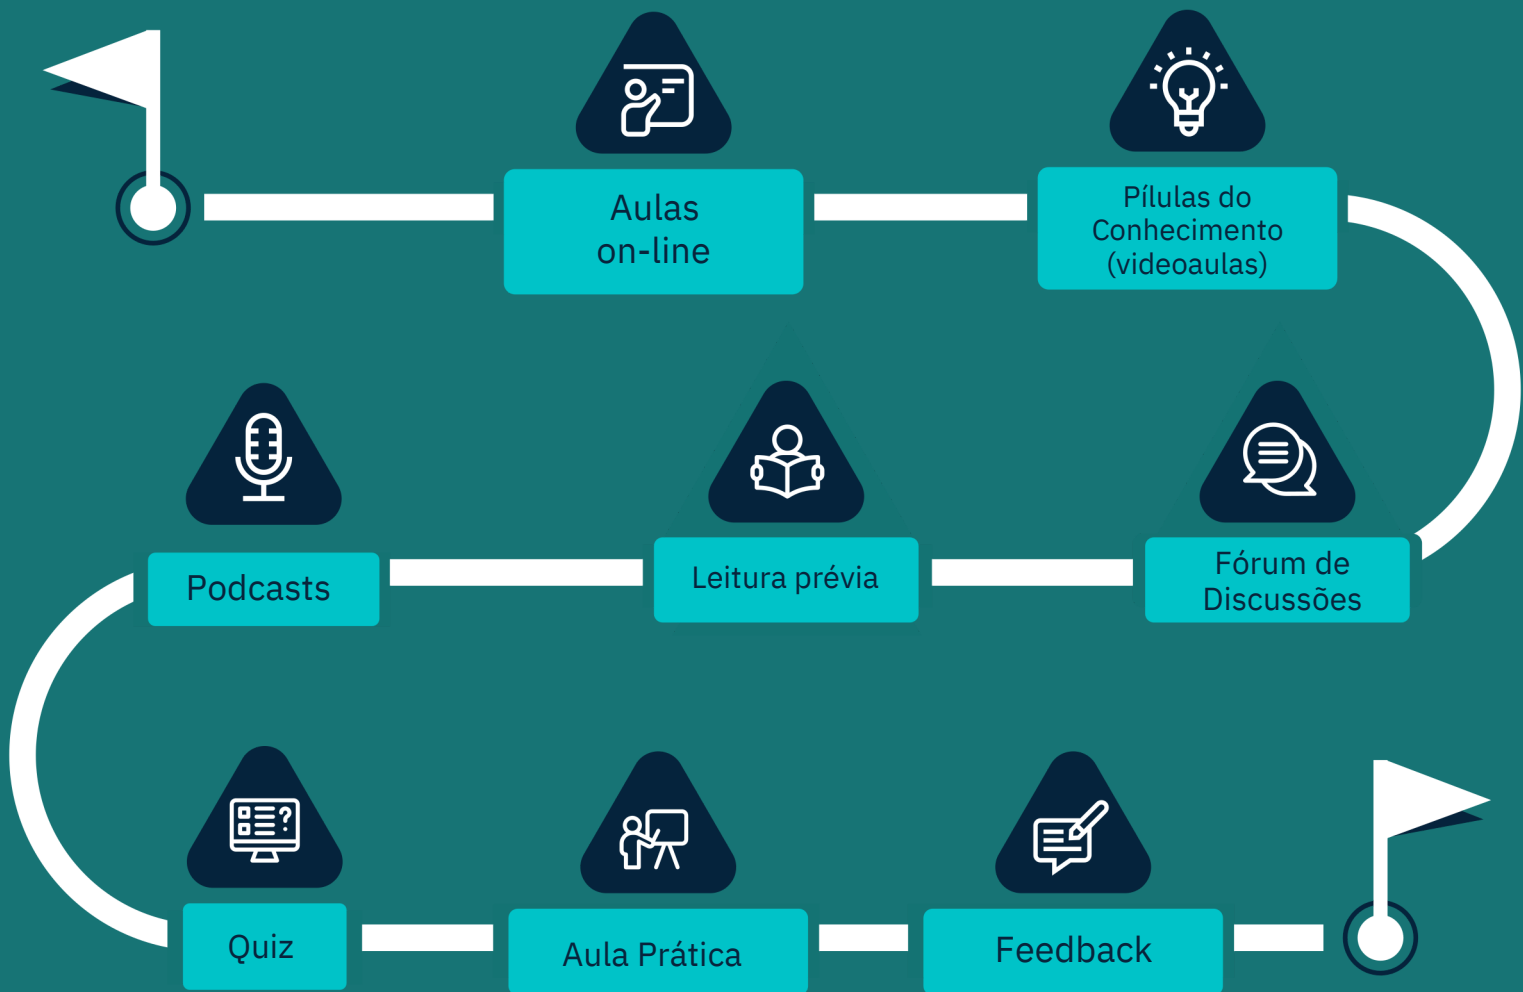 Aulas
on-line
Pílulas do
Conhecimento
(videoaulas)
Podcasts
Leitura prévia
Fórum de
Discussões
Quiz
Aula Prática
Feedback